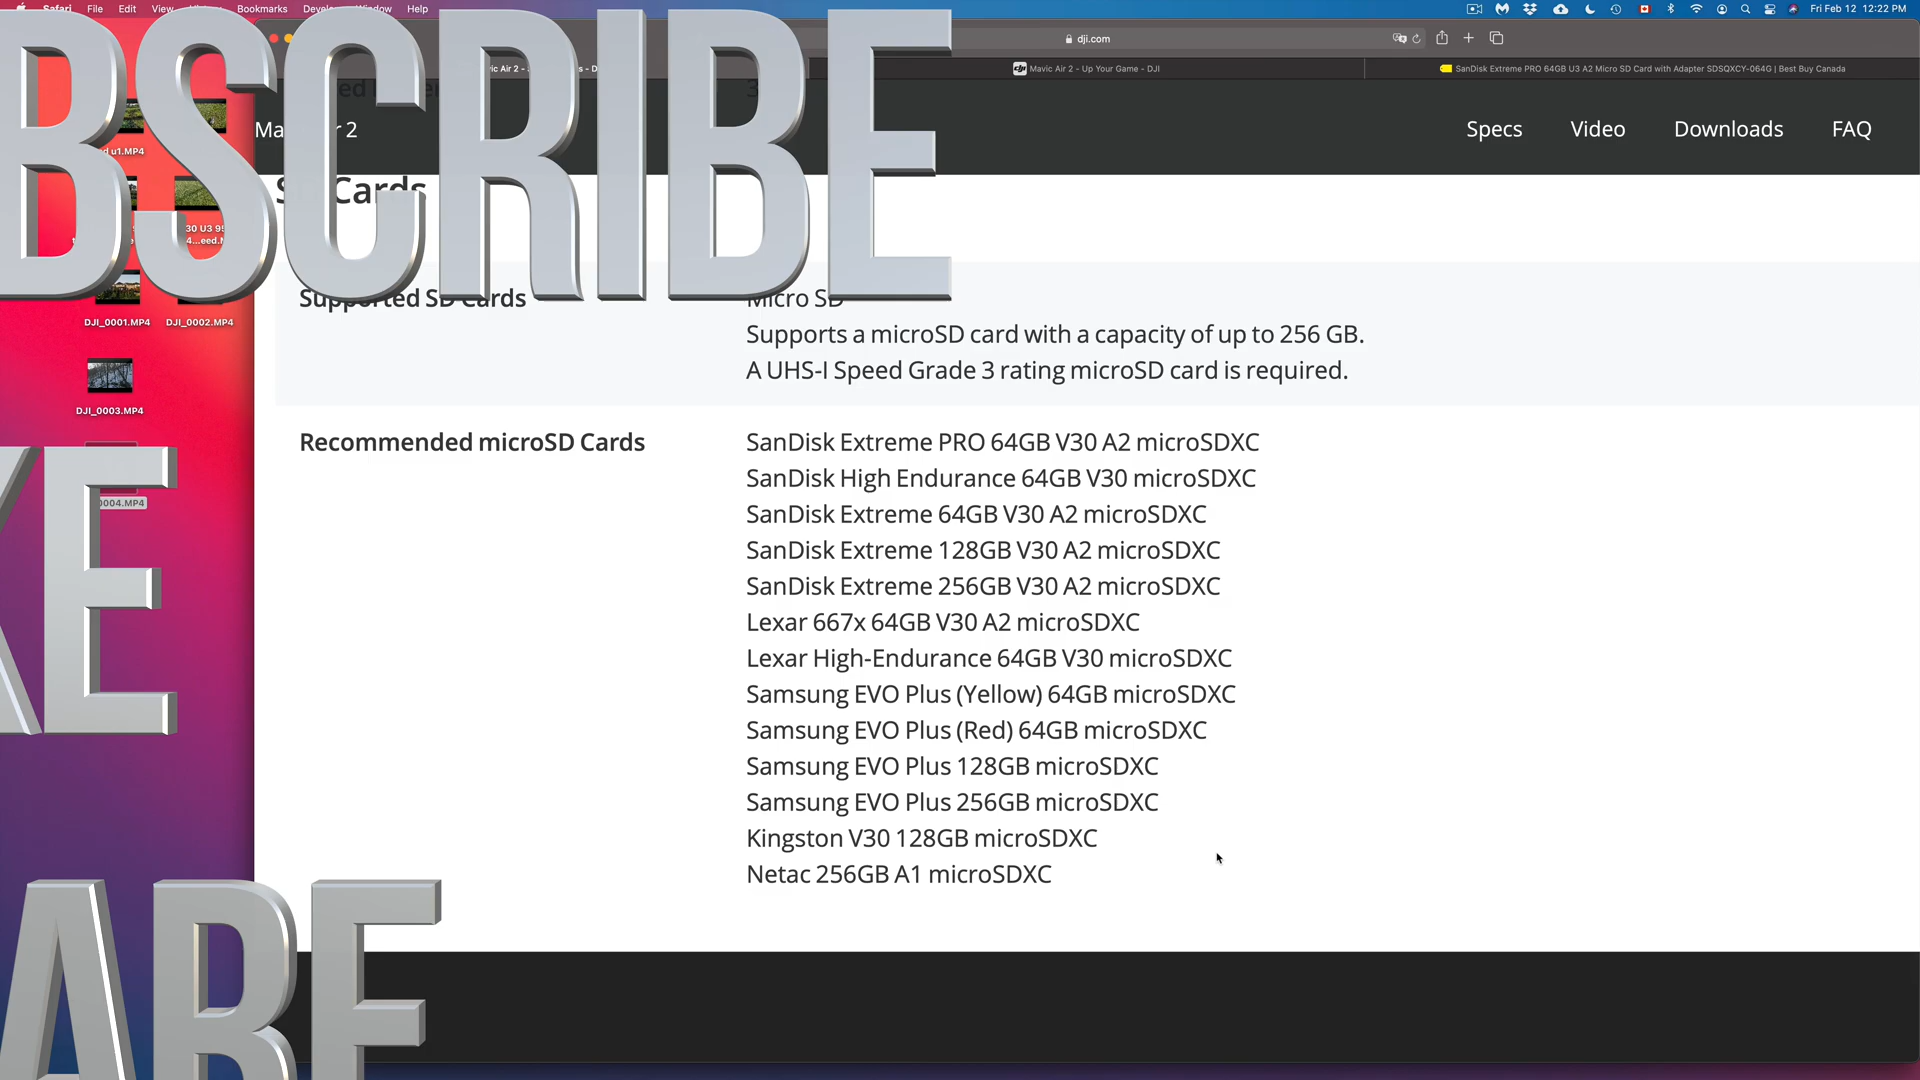 Safari File Edit View Bookmarks Window Help Fri Feb 12 12:22 PM
dji.com
Mavic Air 2 - Up Your Game - DJI
SanDisk Extreme PRO 64GB U3 A2 Micro SD Card with Adapter SDSQXCY-064G | Best Buy Canada
BSCRIBE
Specs Video Downloads FAQ
Cards
Supported SD Cards
Micro SD
Supports a microSD card with a capacity of up to 256 GB.
A UHS-I Speed Grade 3 rating microSD card is required.
DJI_0001.MP4 DJI_0002.MP4
DJI_0003.MP4
Recommended microSD Cards
SanDisk Extreme PRO 64GB V30 A2 microSDXC
SanDisk High Endurance 64GB V30 microSDXC
SanDisk Extreme 64GB V30 A2 microSDXC
SanDisk Extreme 128GB V30 A2 microSDXC
SanDisk Extreme 256GB V30 A2 microSDXC
Lexar 667x 64GB V30 A2 microSDXC
Lexar High-Endurance 64GB V30 microSDXC
Samsung EVO Plus (Yellow) 64GB microSDXC
Samsung EVO Plus (Red) 64GB microSDXC
Samsung EVO Plus 128GB microSDXC
Samsung EVO Plus 256GB microSDXC
Kingston V30 128GB microSDXC
Netac 256GB A1 microSDXC
KE
ARE